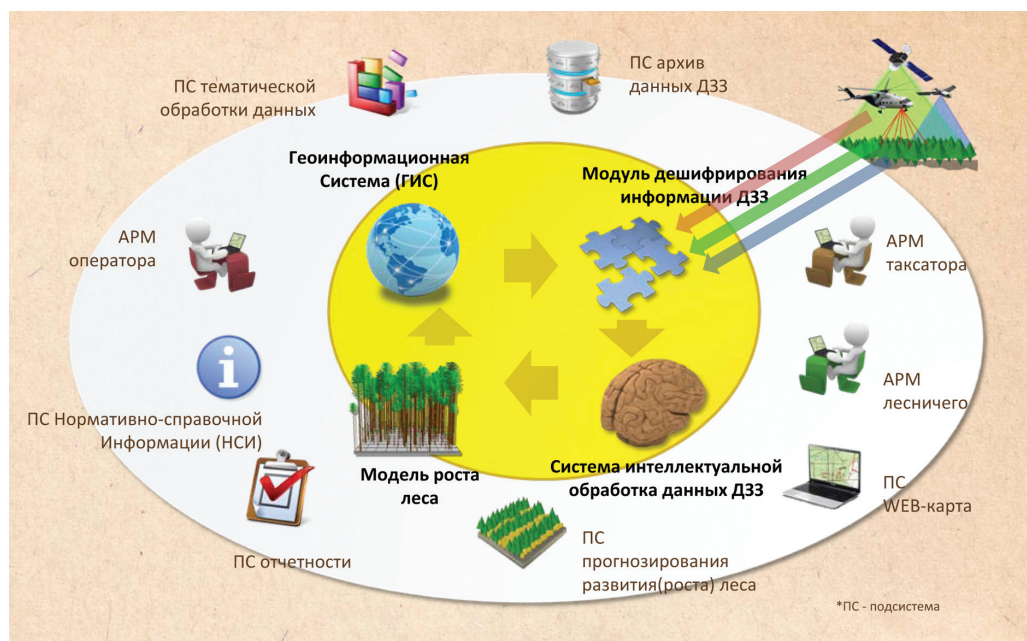 ПС тематической
обработки данных
ПС архив
данных ДЗЗ
Геоинформационная
Система (ГИС)
Модуль дешифрирования
информации ДЗЗ
АРМ
оператора
АРМ
таксатора
ПС Нормативно-справочной
Информации (НСИ)
АРМ
лесничего
Модель роста
леса
Система интеллектуальной
обработка данных ДЗЗ
ПС
WEB-карта
ПС отчетности
ПС
прогнозирования
развития(роста) леса
*ПС - подсистема